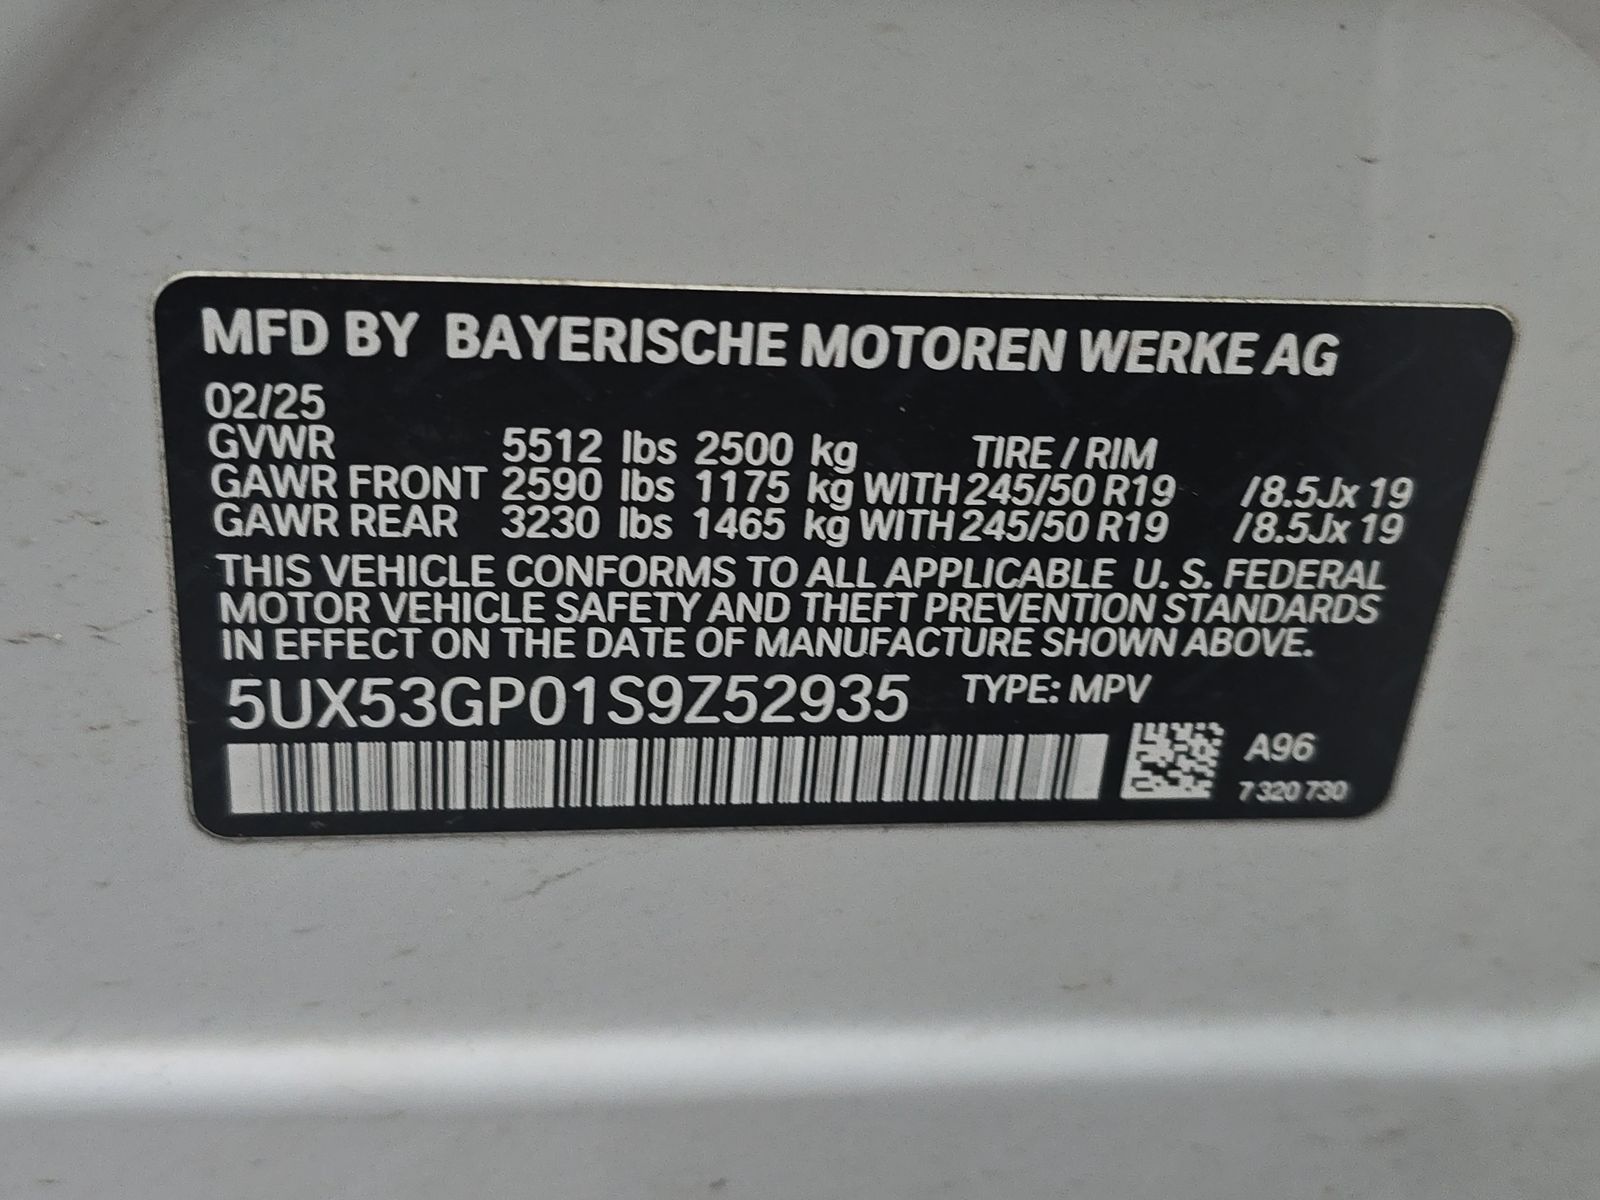 MFD BY BAYERISCHE MOTOREN WERKE AG
02/25
GVWR 5512 lbs 2500 kg TIRE / RIM
GAWR FRONT 2590 lbs 1175 kg WITH 245/50 R19 /8.5Jx 19
GAWR REAR 3230 lbs 1465 kg WITH 245/50 R19 /8.5Jx 19
THIS VEHICLE CONFORMS TO ALL APPLICABLE U. S. FEDERAL
MOTOR VEHICLE SAFETY AND THEFT PREVENTION STANDARDS
IN EFFECT ON THE DATE OF MANUFACTURE SHOWN ABOVE.
5UX53GP01S9Z52935 TYPE: MPV
A96
7 320 730